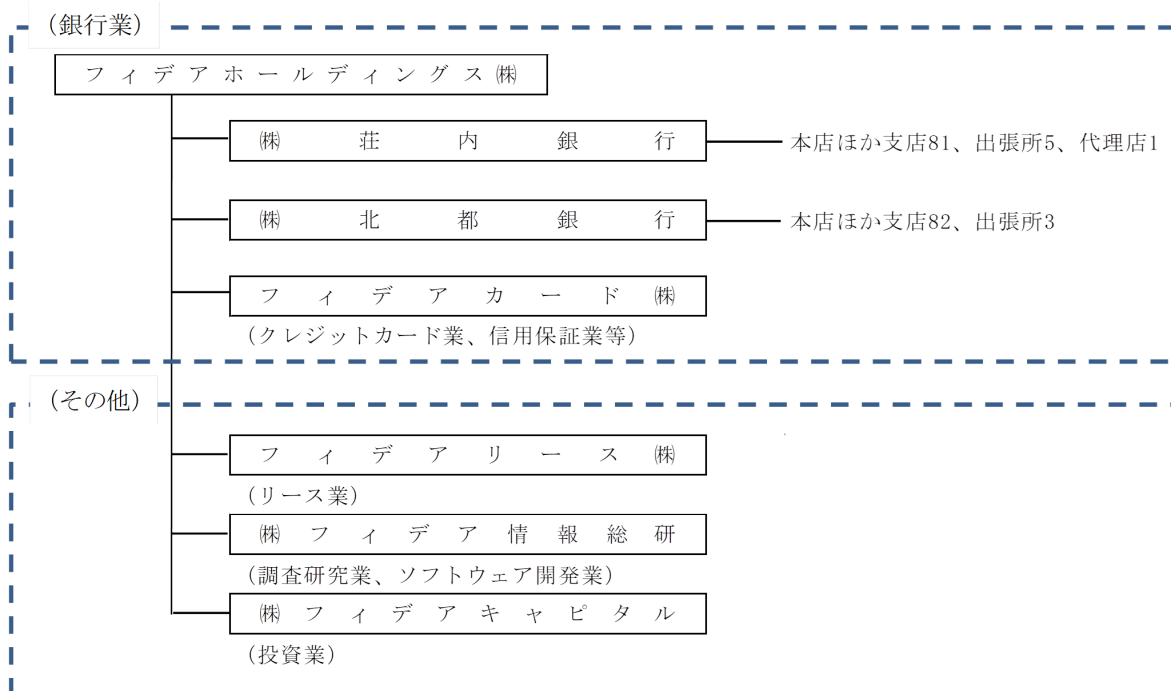 （銀行業）
フィデアホールディングス㈱
㈱荘内銀行 本店ほか支店81、出張所5、代理店1
㈱北都銀行 本店ほか支店82、出張所3
フィデアカード㈱
（クレジットカード業、信用保証業等）
（その他）
フィデアリース㈱
（リース業）
㈱フィデア情報総研
（調査研究業、ソフトウェア開発業）
㈱フィデアキャピタル
（投資業）